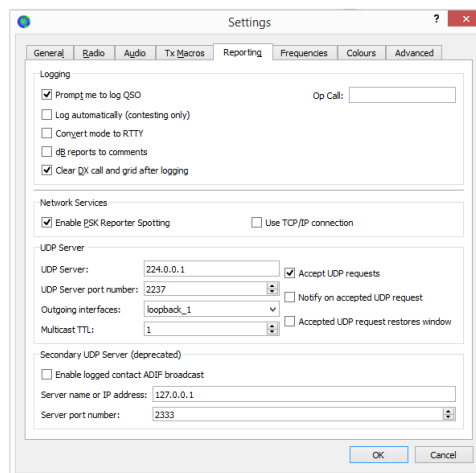 Settings
?
General Radio Audio Tx Macros Reporting Frequencies Colours Advanced
Logging
Prompt me to log QSO Op Call:
Log automatically (contesting only)
Convert mode to RTTY
dB reports to comments
Clear DX call and grid after logging
Network Services
Enable PSK Reporter Spotting Use TCP/IP connection
UDP Server
UDP Server: 224.0.0.1 Accept UDP requests
UDP Server port number: 2237 Notify on accepted UDP request
Outgoing interfaces: loopback_1
Accepted UDP request restores window
Multicast TTL: 1
Secondary UDP Server (deprecated)
Enable logged contact ADIF broadcast
Server name or IP address: 127.0.0.1
Server port number: 2333
OK Cancel